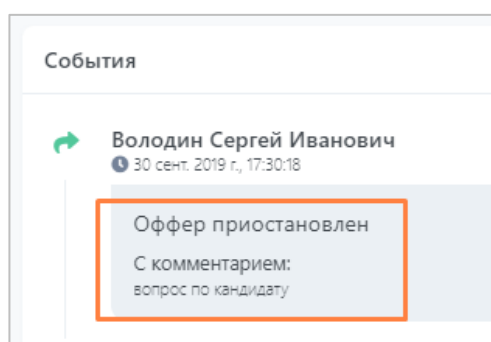 События
Володин Сергей Иванович
30 сент. 2019 г., 17:30:18
Оффер приостановлен
С комментарием:
вопрос по кандидату